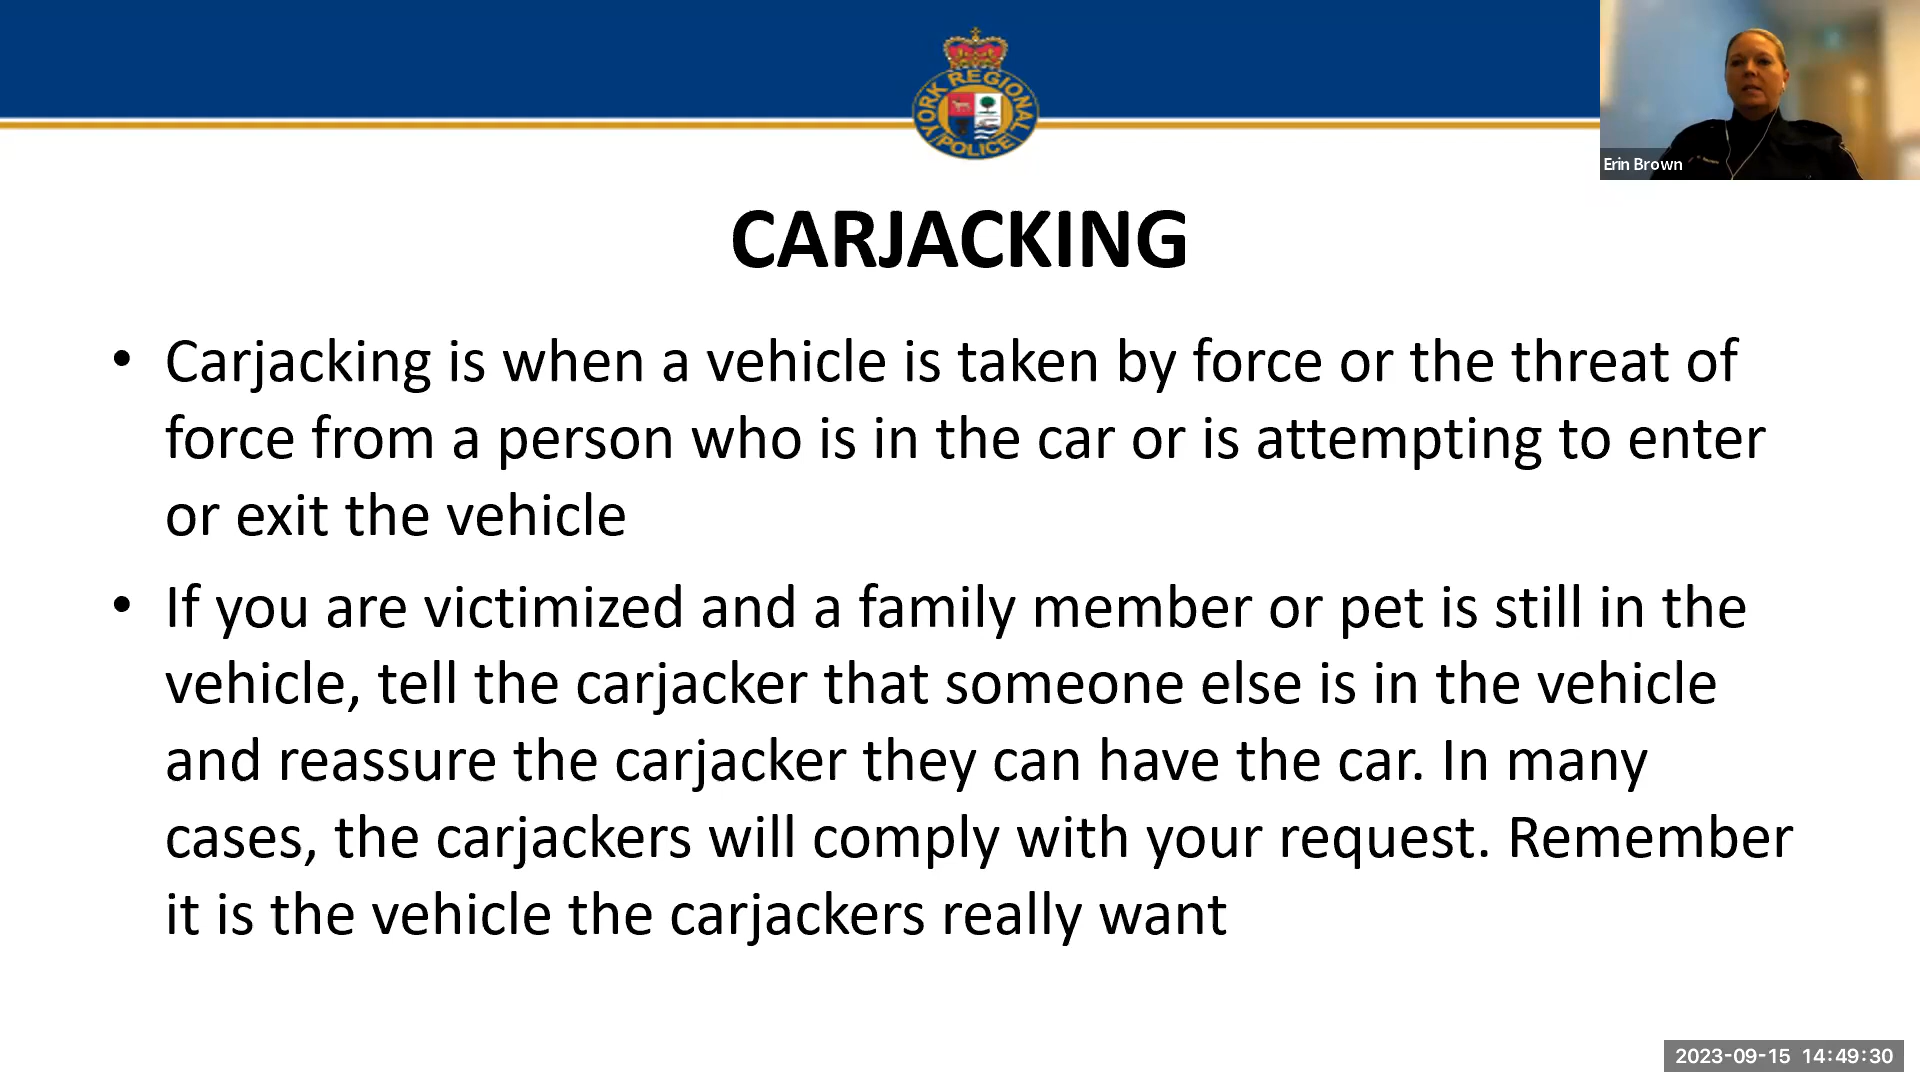 YORK REGIONAL
POLICE
Erin Brown
CARJACKING
• Carjacking is when a vehicle is taken by force or the threat of
force from a person who is in the car or is attempting to enter
or exit the vehicle
• If you are victimized and a family member or pet is still in the
vehicle, tell the carjacker that someone else is in the vehicle
and reassure the carjacker they can have the car. In many
cases, the carjackers will comply with your request. Remember
it is the vehicle the carjackers really want
2023-09-15 14:49:30